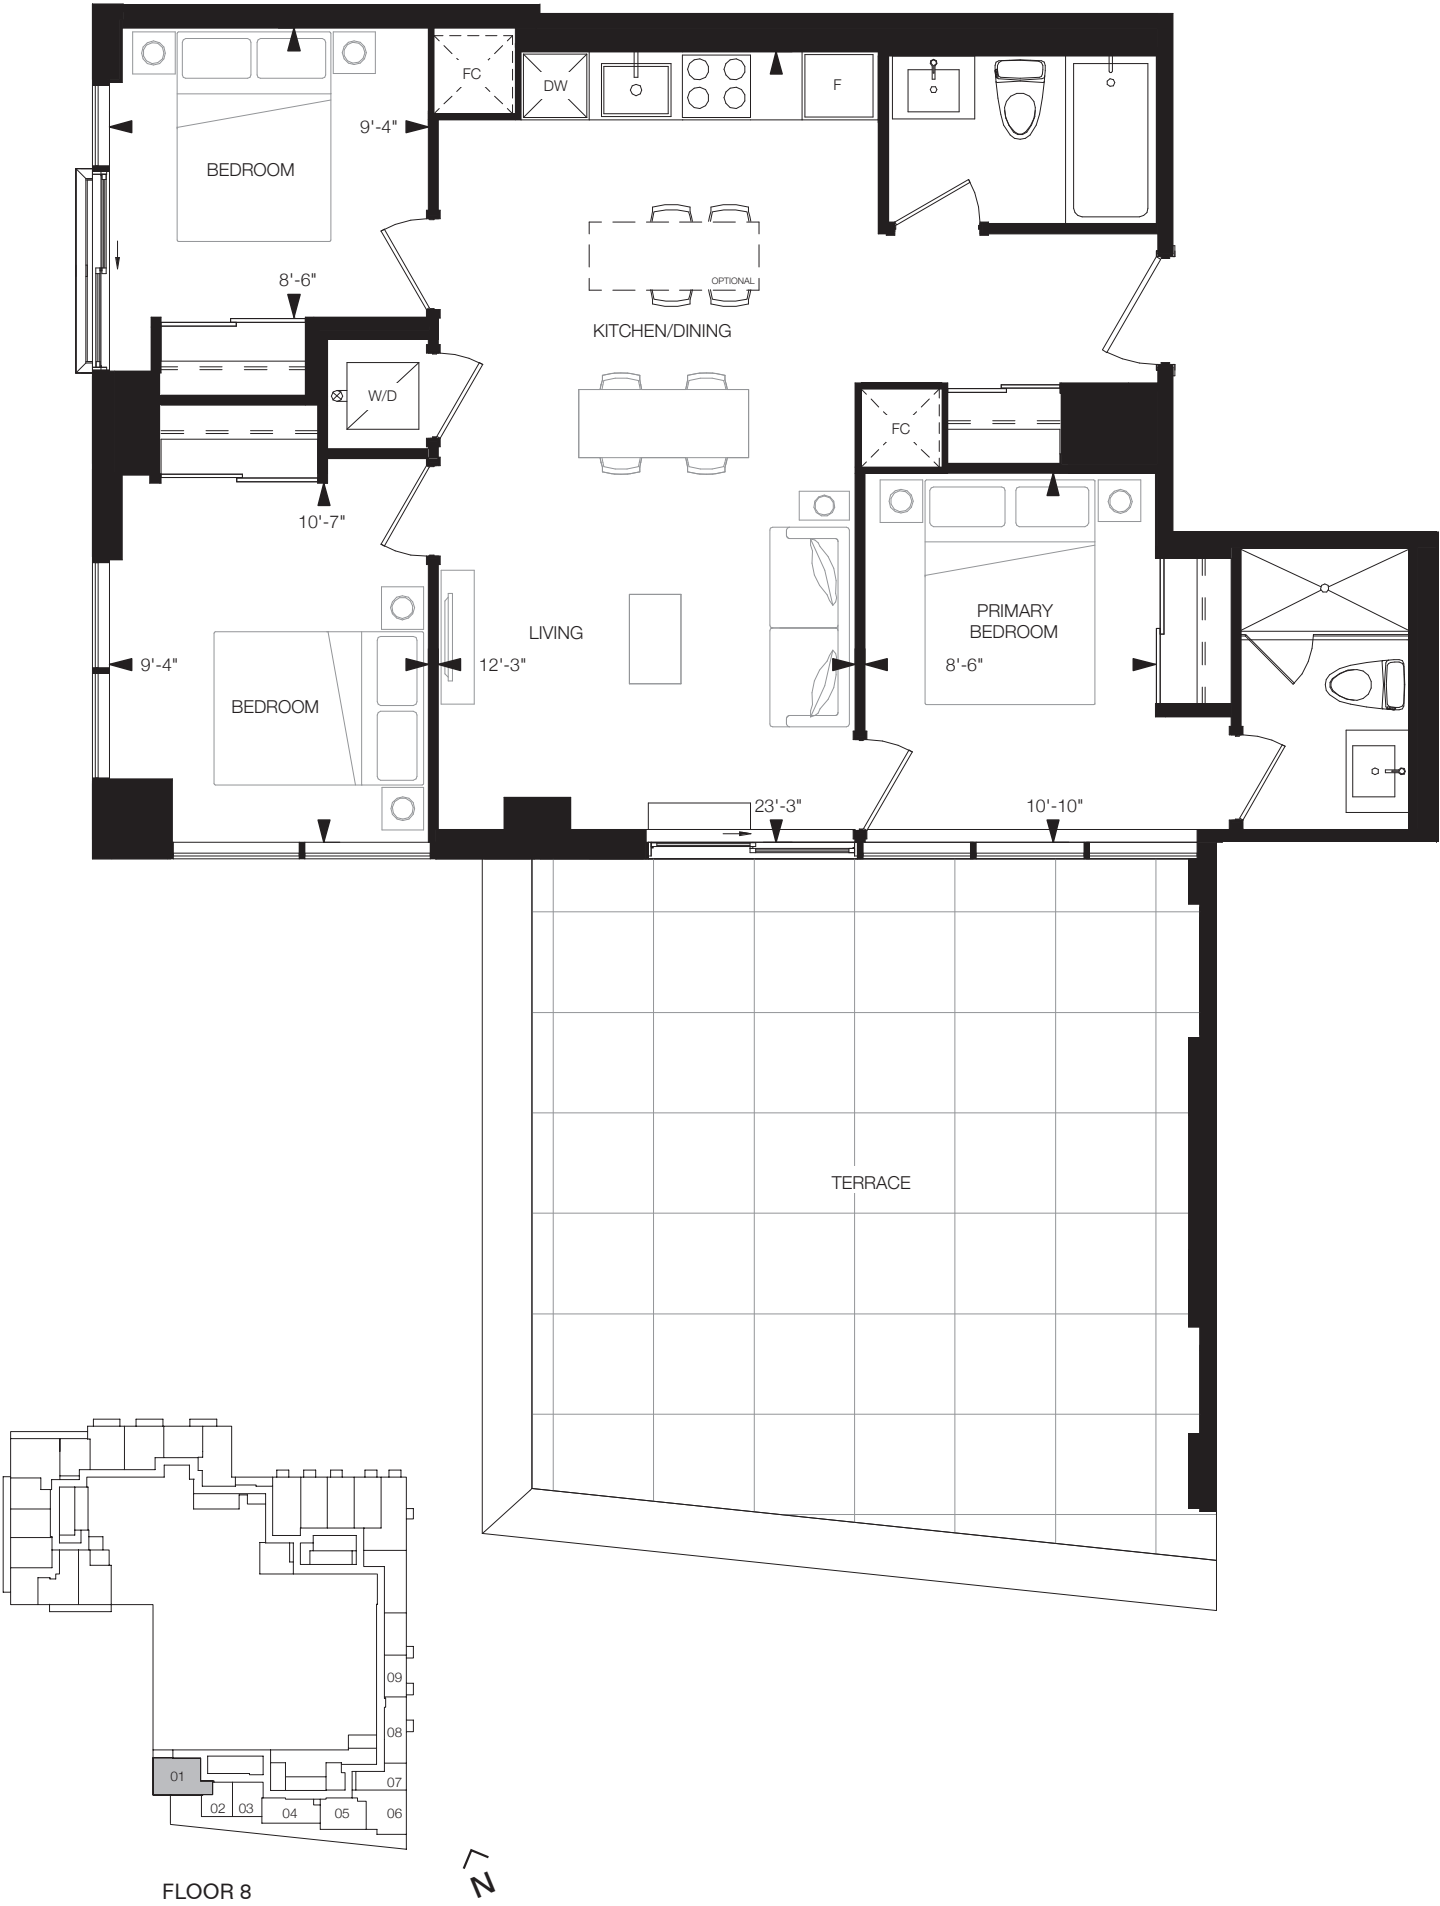 FC
DW
F
9'-4"
BEDROOM
8'-6"
OPTIONAL
KITCHEN/DINING
W/D
FC
10'-7"
PRIMARY
BEDROOM
LIVING
9'-4"
12'-3"
8'-6"
BEDROOM
23'-3"
10'-10"
TERRACE
09
08
01
07
02
03
04
05
06
FLOOR 8
N